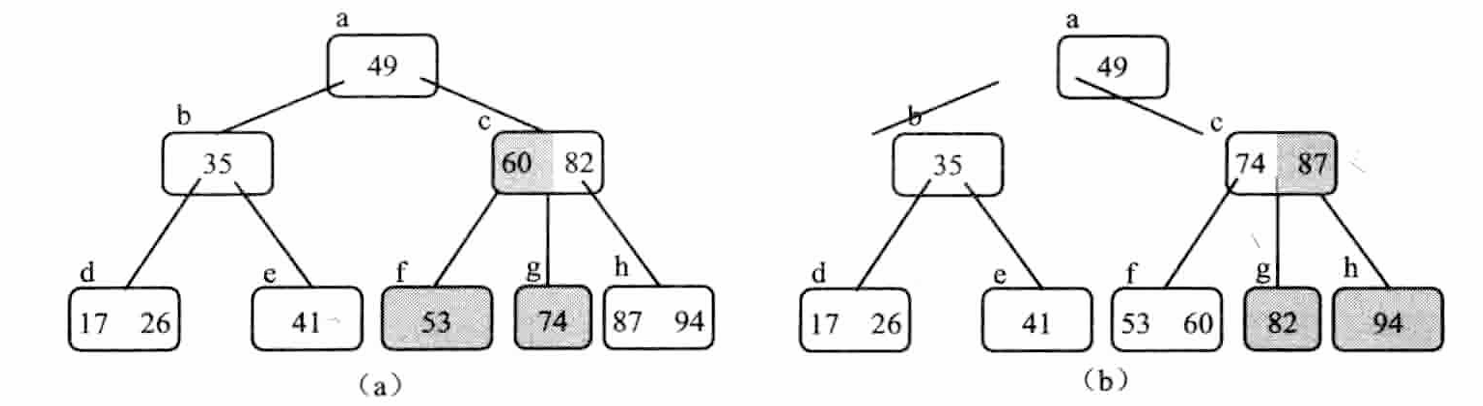 a a
49 49
b c b c
35 60 82 35 74 87
d e f g h d e f g h
17 26 41 53 74 87 94 17 26 41 53 60 82 94
（a） （b）